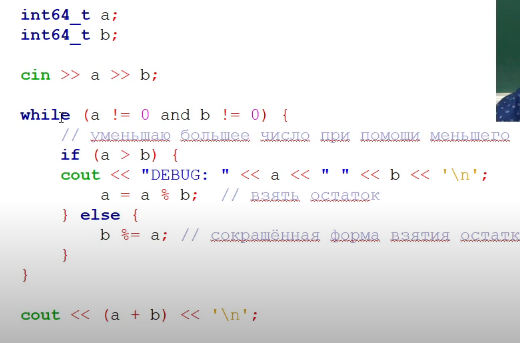 int64_t a;
int64_t b;
cin >> a >> b;
while (a != 0 and b != 0) {
// уменьшаю большее число при помощи меньшего
if (a > b) {
cout << "DEBUG: " << a << " " << b << '\n';
a = a % b; // взять остаток
} else {
b %= a; // сокращённая форма взятия
}
}
cout << (a + b) << '\n';